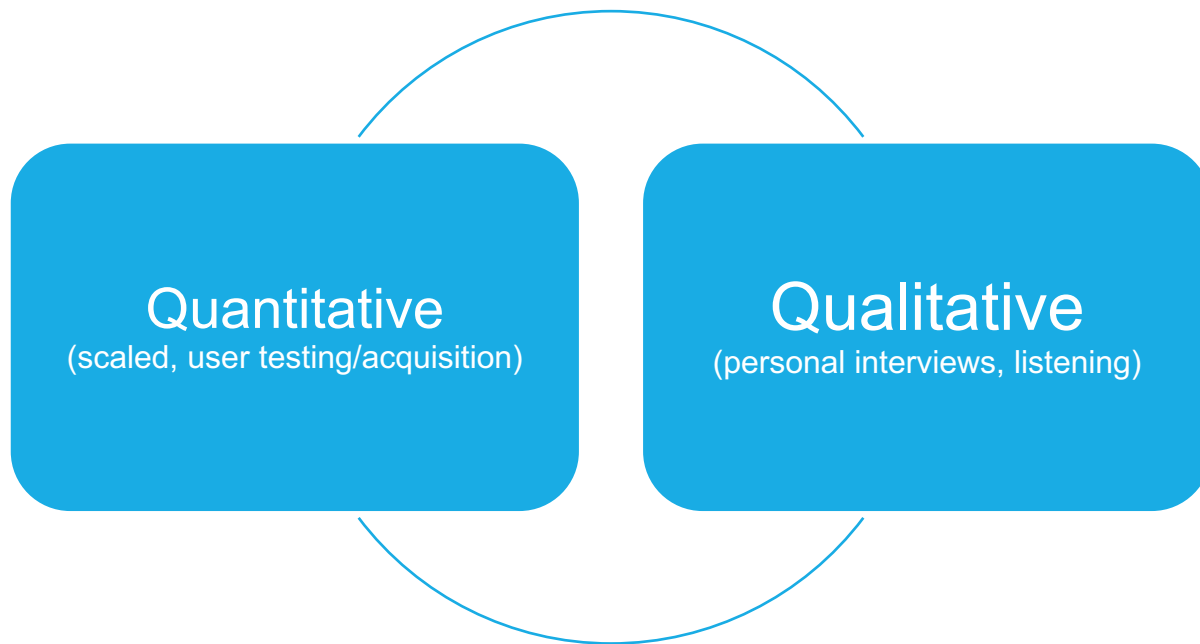 Quantitative
(scaled, user testing/acquisition)
Qualitative
(personal interviews, listening)